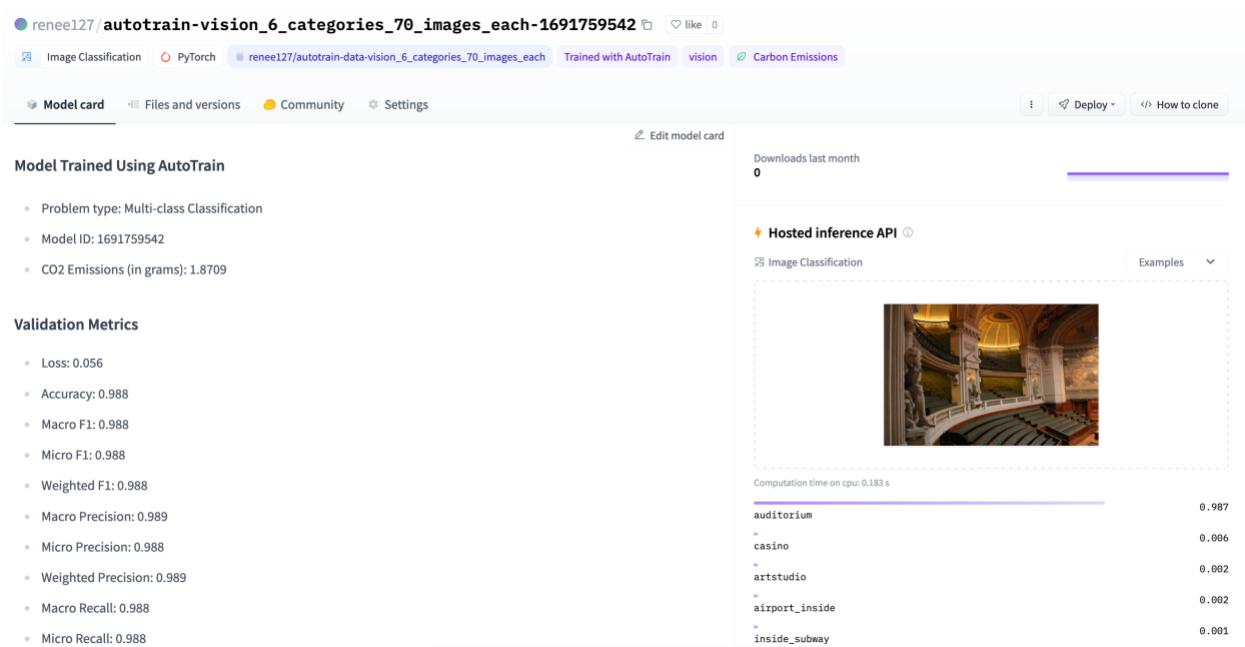 renee127/autotrain-vision_6_categories_70_images_each-1691759542 like 0
Image Classification PyTorch renee127/autotrain-data-vision_6_categories_70_images_each Trained with AutoTrain vision Carbon Emissions
Model card Files and versions Community Settings Deploy </> How to clone
Edit model card
Model Trained Using AutoTrain
Problem type: Multi-class Classification
Model ID: 1691759542
CO2 Emissions (in grams): 1.8709
Validation Metrics
Loss: 0.056
Accuracy: 0.988
Macro F1: 0.988
Micro F1: 0.988
Weighted F1: 0.988
Macro Precision: 0.989
Micro Precision: 0.988
Weighted Precision: 0.989
Macro Recall: 0.988
Micro Recall: 0.988
Downloads last month
0
Hosted inference API
Image Classification Examples
Computation time on cpu: 0.183 s
auditorium 0.987
casino 0.006
artstudio 0.002
airport_inside 0.002
inside_subway 0.001